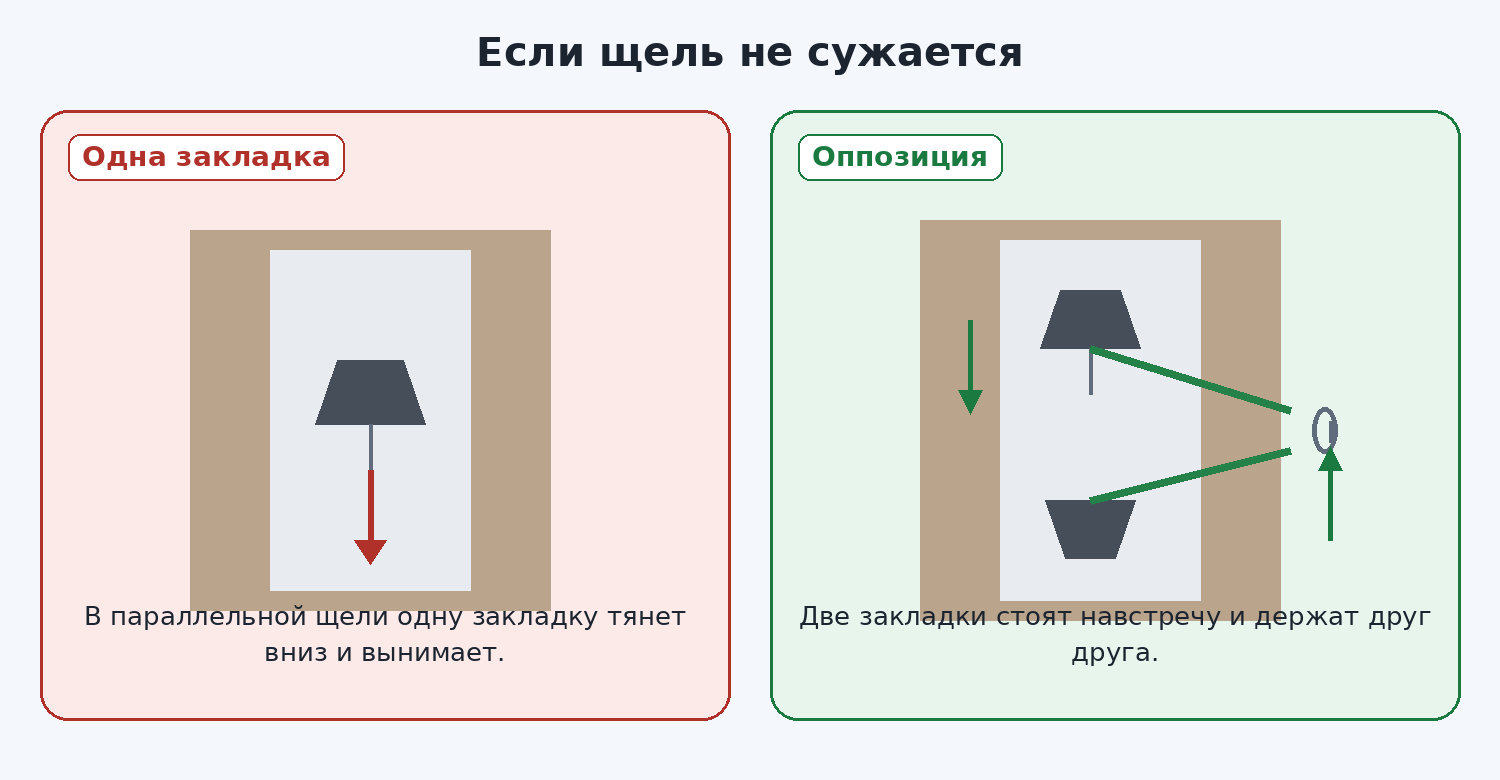 Если щель не сужается
Одна закладка
В параллельной щели одну закладку тянет
вниз и вынимает.
Оппозиция
Две закладки стоят навстречу и держат друг
друга.